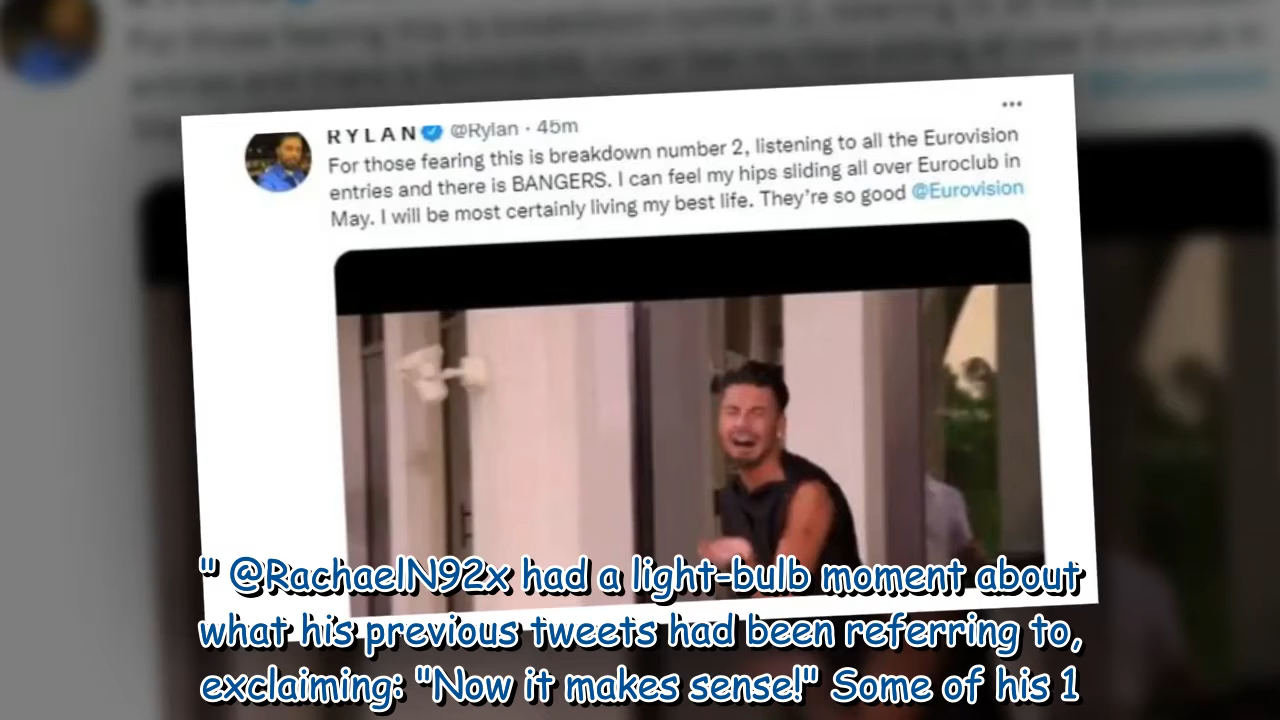 RYLAN @Rylan · 45m
For those fearing this is breakdown number 2, listening to all the Eurovision
entries and there is BANGERS. I can feel my hips sliding all over Euroclub in
May. I will be most certainly living my best life. They're so good @Eurovision
" @RachaelN92x had a light-bulb moment about
what his previous tweets had been referring to,
exclaiming: "Now it makes sense!" Some of his 1